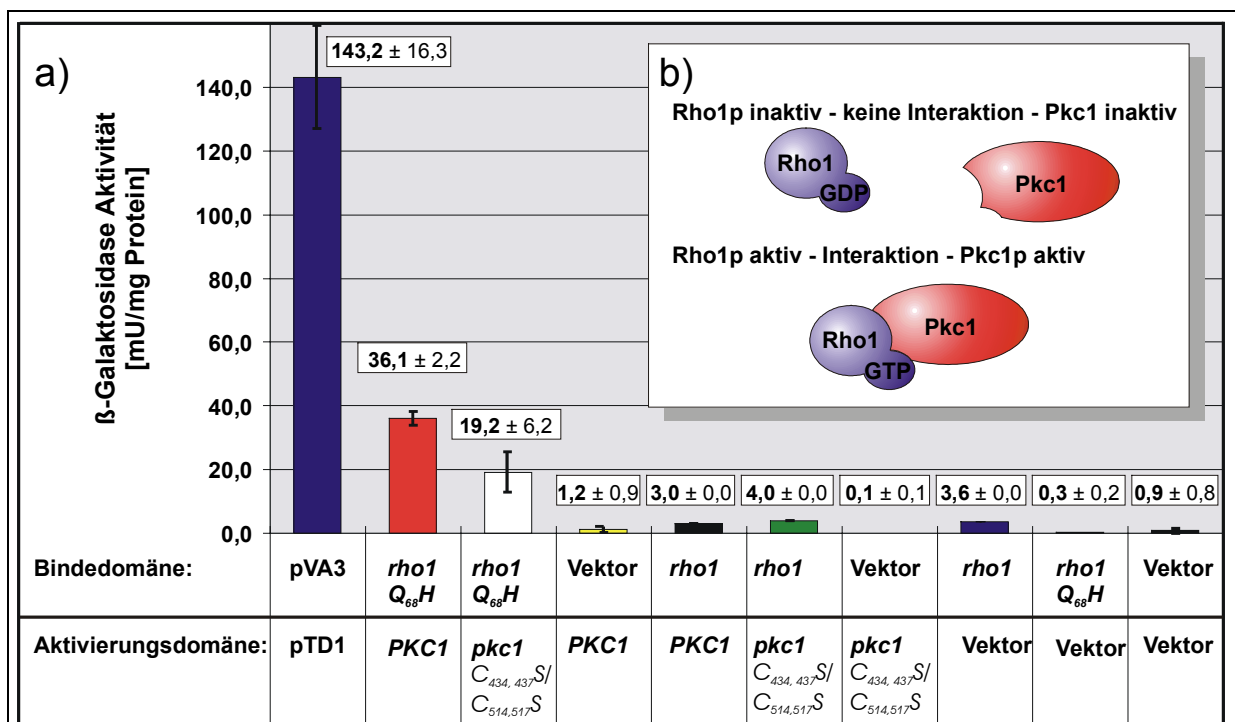 a)
143,2 ± 16,3
140,0
120,0
100,0
80,0
60,0
40,0
20,0
0,0
ß-Galaktosidase Aktivität
[mU/mg Protein]
36,1 ± 2,2
19,2 ± 6,2
1,2 ± 0,9
3,0 ± 0,0
4,0 ± 0,0
0,1 ± 0,1
3,6 ± 0,0
0,3 ± 0,2
0,9 ± 0,8
b)
Rho1p inaktiv - keine Interaktion - Pkc1 inaktiv
Rho1
GDP
Pkc1
Rho1p aktiv - Interaktion - Pkc1p aktiv
Rho1
GTP
Pkc1
Bindedomäne:
pVA3
rho1
Q68H
rho1
Q68H
Vektor
rho1
rho1
Vektor
rho1
rho1
Q68H
Vektor
Aktivierungsdomäne:
pTD1
PKC1
pkc1
C434, 437S/
C514,517S
PKC1
PKC1
pkc1
C434, 437S/
C514,517S
pkc1
C434, 437S/
C514,517S
Vektor
Vektor
Vektor